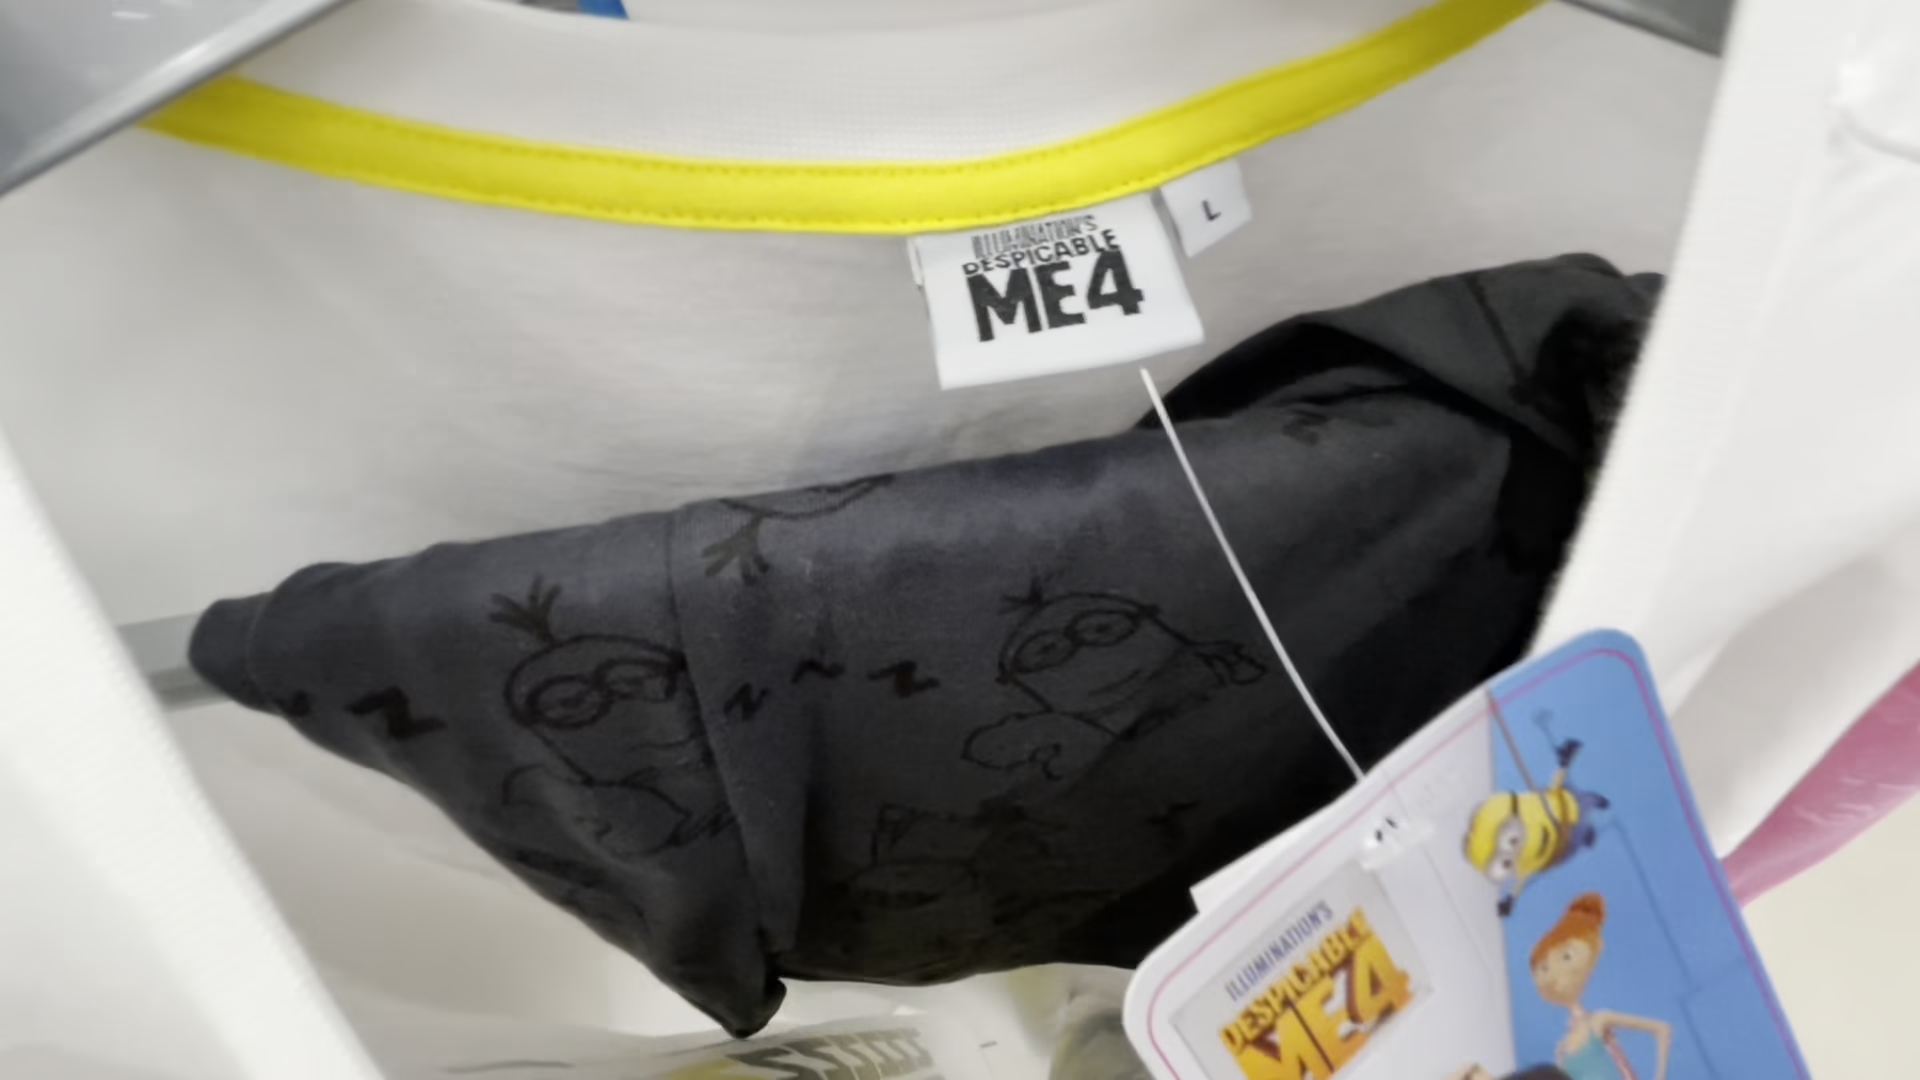 L
ILLUMINATION'S
DESPICABLE
ME4
z
z
z
z
ILLUMINATION'S
DESPICABLE
ME4